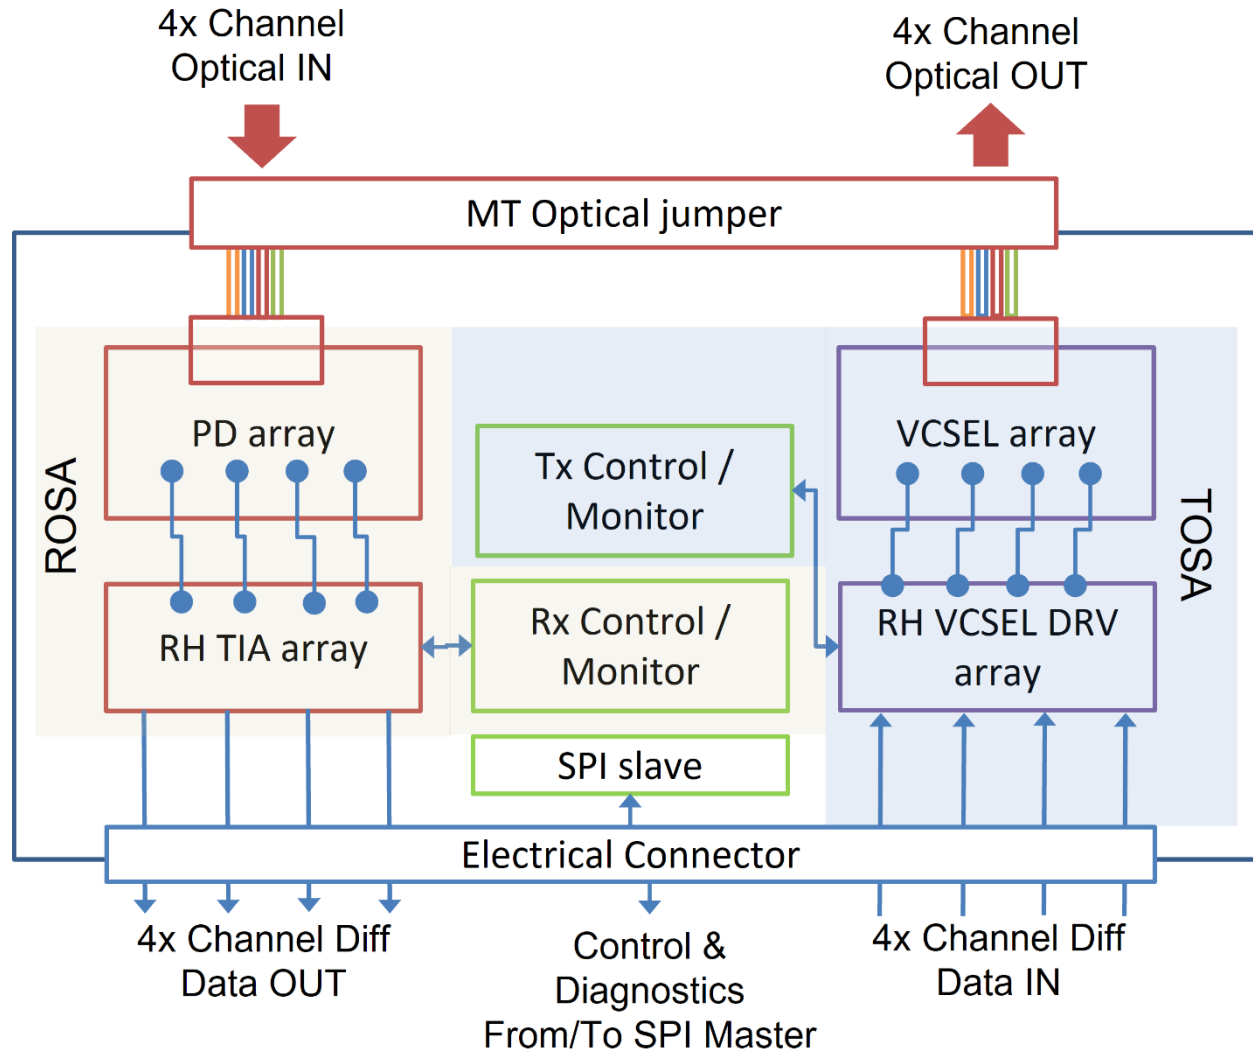 4x Channel
Optical IN
4x Channel
Optical OUT
MT Optical jumper
ROSA
PD array
RH TIA array
Tx Control /
Monitor
Rx Control /
Monitor
SPI slave
VCSEL array
RH VCSEL DRV
array
TOSA
Electrical Connector
4x Channel Diff
Data OUT
Control &
Diagnostics
From/To SPI Master
4x Channel Diff
Data IN